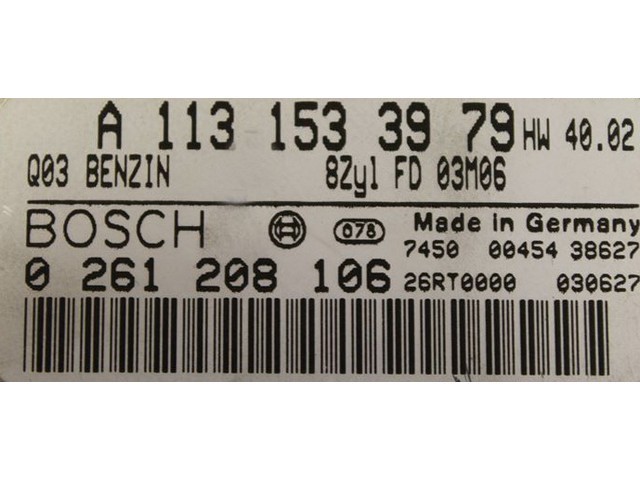 A 113 153 39 79 HW 40.02
Q03 BENZIN 8Zyl FD 03M06
BOSCH 078 Made in Germany
7450 00454 38627
0 261 208 106 26RT0000 030627